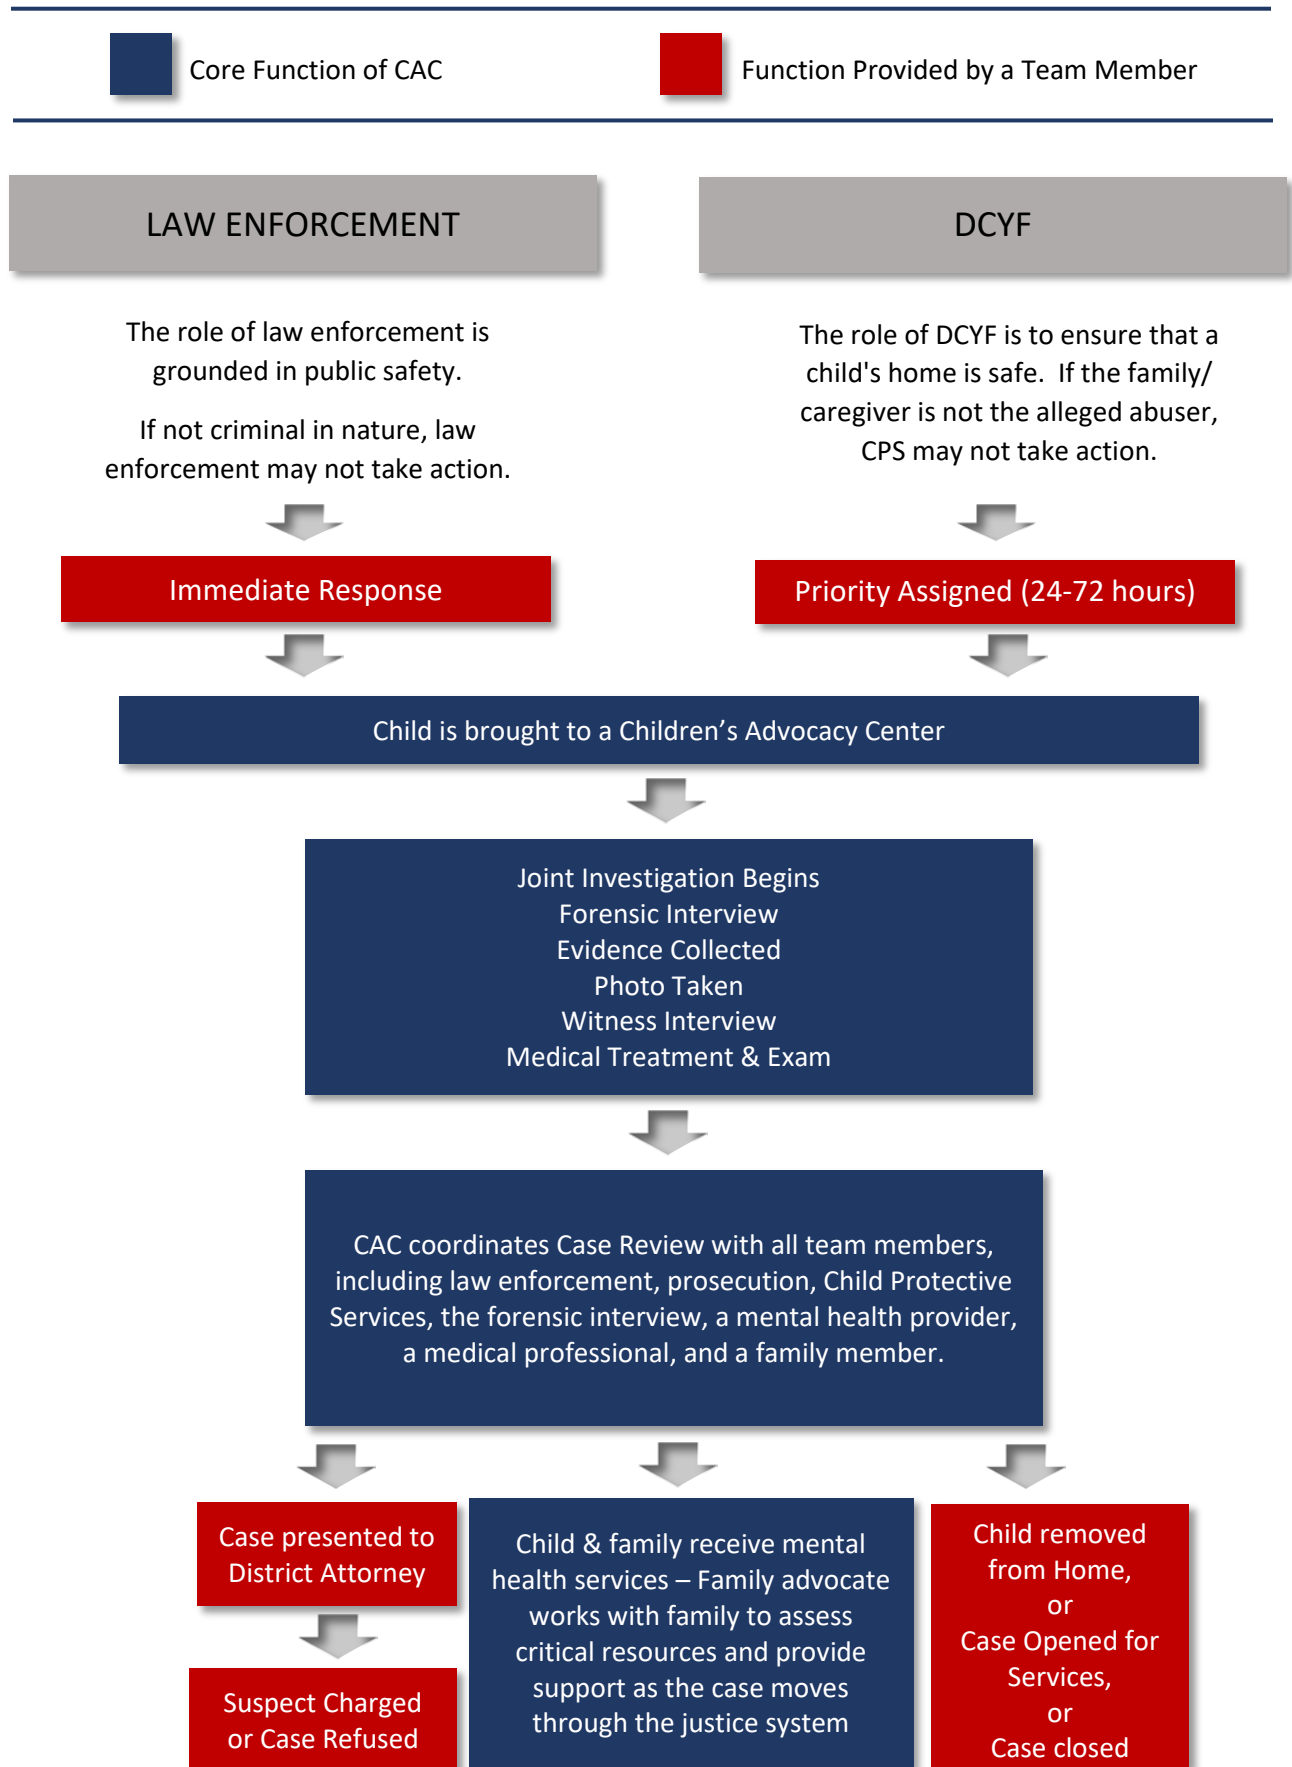 Core Function of CAC
Function Provided by a Team Member
LAW ENFORCEMENT
DCYF
The role of law enforcement is
grounded in public safety.
If not criminal in nature, law
enforcement may not take action.
The role of DCYF is to ensure that a
child's home is safe.  If the family/
caregiver is not the alleged abuser,
CPS may not take action.
Immediate Response
Priority Assigned (24-72 hours)
Child is brought to a Children’s Advocacy Center
Joint Investigation Begins
Forensic Interview
Evidence Collected
Photo Taken
Witness Interview
Medical Treatment & Exam
CAC coordinates Case Review with all team members,
including law enforcement, prosecution, Child Protective
Services, the forensic interview, a mental health provider,
a medical professional, and a family member.
Case presented to
District Attorney
Suspect Charged
or Case Refused
Child & family receive mental
health services – Family advocate
works with family to assess
critical resources and provide
support as the case moves
through the justice system
Child removed
from Home,
or
Case Opened for
Services,
or
Case closed